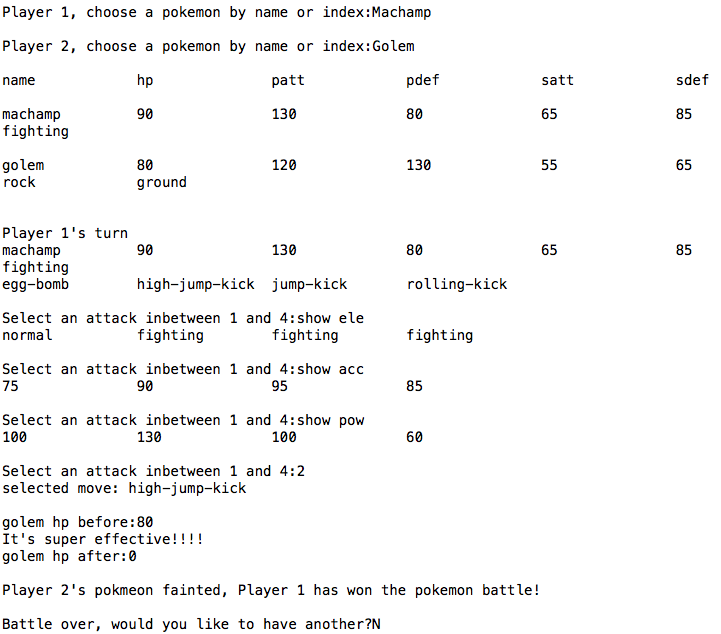 Player 1, choose a pokemon by name or index:Machamp
Player 2, choose a pokemon by name or index:Golem
name hp patt pdef satt sdef
machamp 90 130 80 65 85
fighting
golem 80 120 130 55 65
rock ground
Player 1's turn
machamp 90 130 80 65 85
fighting
egg-bomb high-jump-kick jump-kick rolling-kick
Select an attack inbetween 1 and 4:show ele
normal fighting fighting fighting
Select an attack inbetween 1 and 4:show acc
75 90 95 85
Select an attack inbetween 1 and 4:show pow
100 130 100 60
Select an attack inbetween 1 and 4:2
selected move: high-jump-kick
golem hp before:80
It's super effective!!!!
golem hp after:0
Player 2's pokmeon fainted, Player 1 has won the pokemon battle!
Battle over, would you like to have another?N